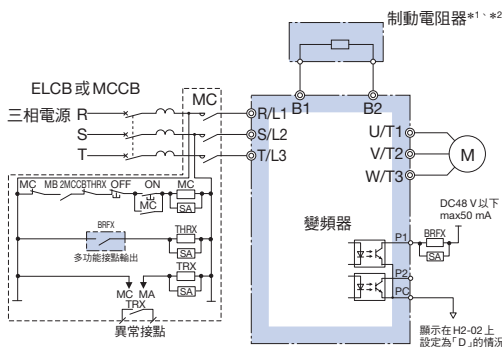 制動電阻器*1、*2
ELCB或MCCB
MC
B1
B2
三相電源 R
R/L1
S
S/L2
T
T/L3
U/T1
V/T2
W/T3
M
MC MB 2MCCBTHRX OFF ON MC
MC
SA
DC48 V以下
max50 mA
變頻器
BRFX
THRX
多功能接點輸出
SA
P1
BRFX
SA
TRX
SA
P2
MC MA
PC
TRX
異常接點
顯示在H2-02上
設定為「D」的情況